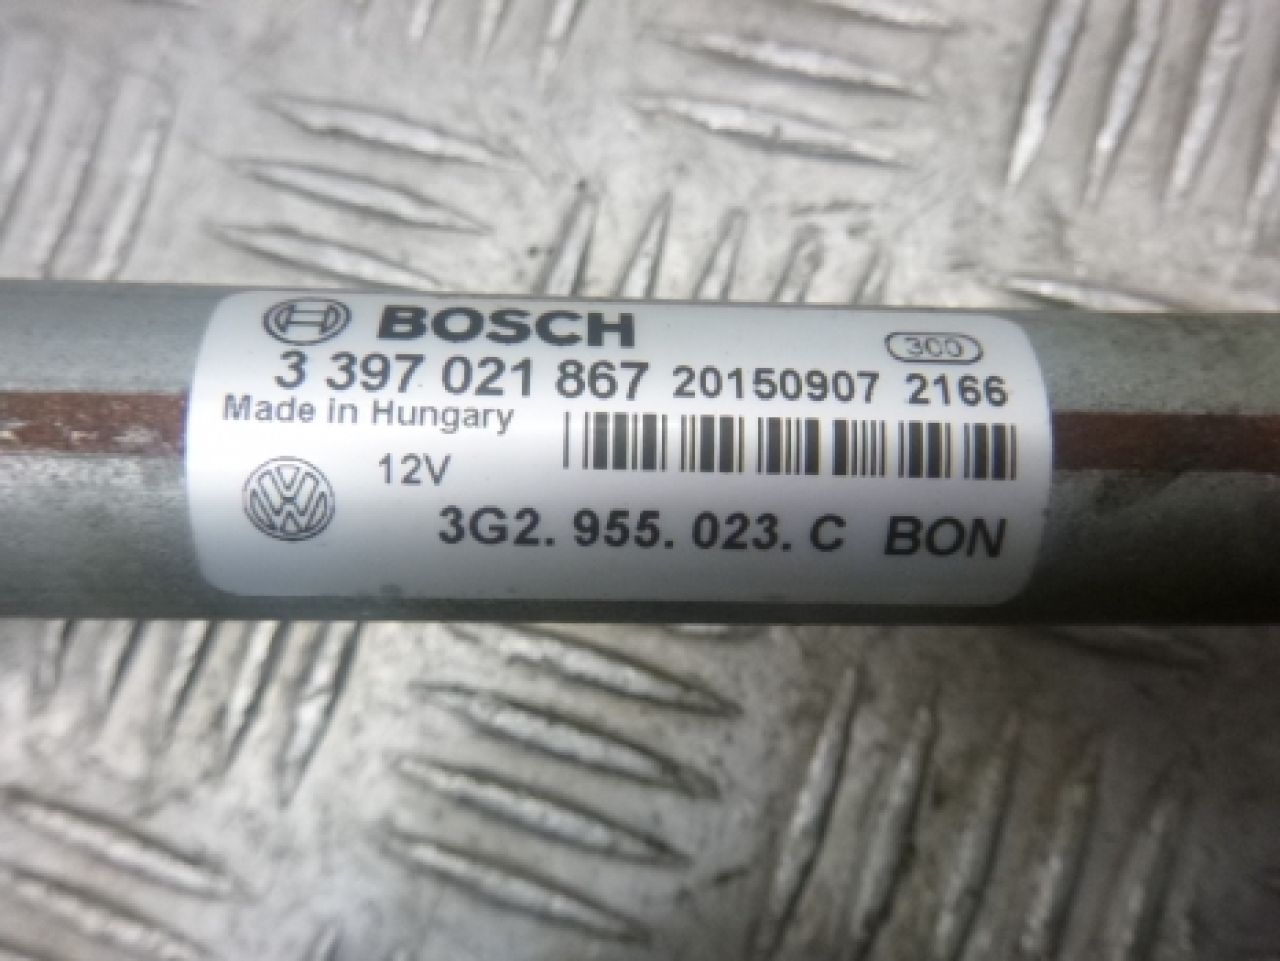 BOSCH 300
3 397 021 867 20150907 2166
Made in Hungary
12V
3G2. 955. 023. C BON